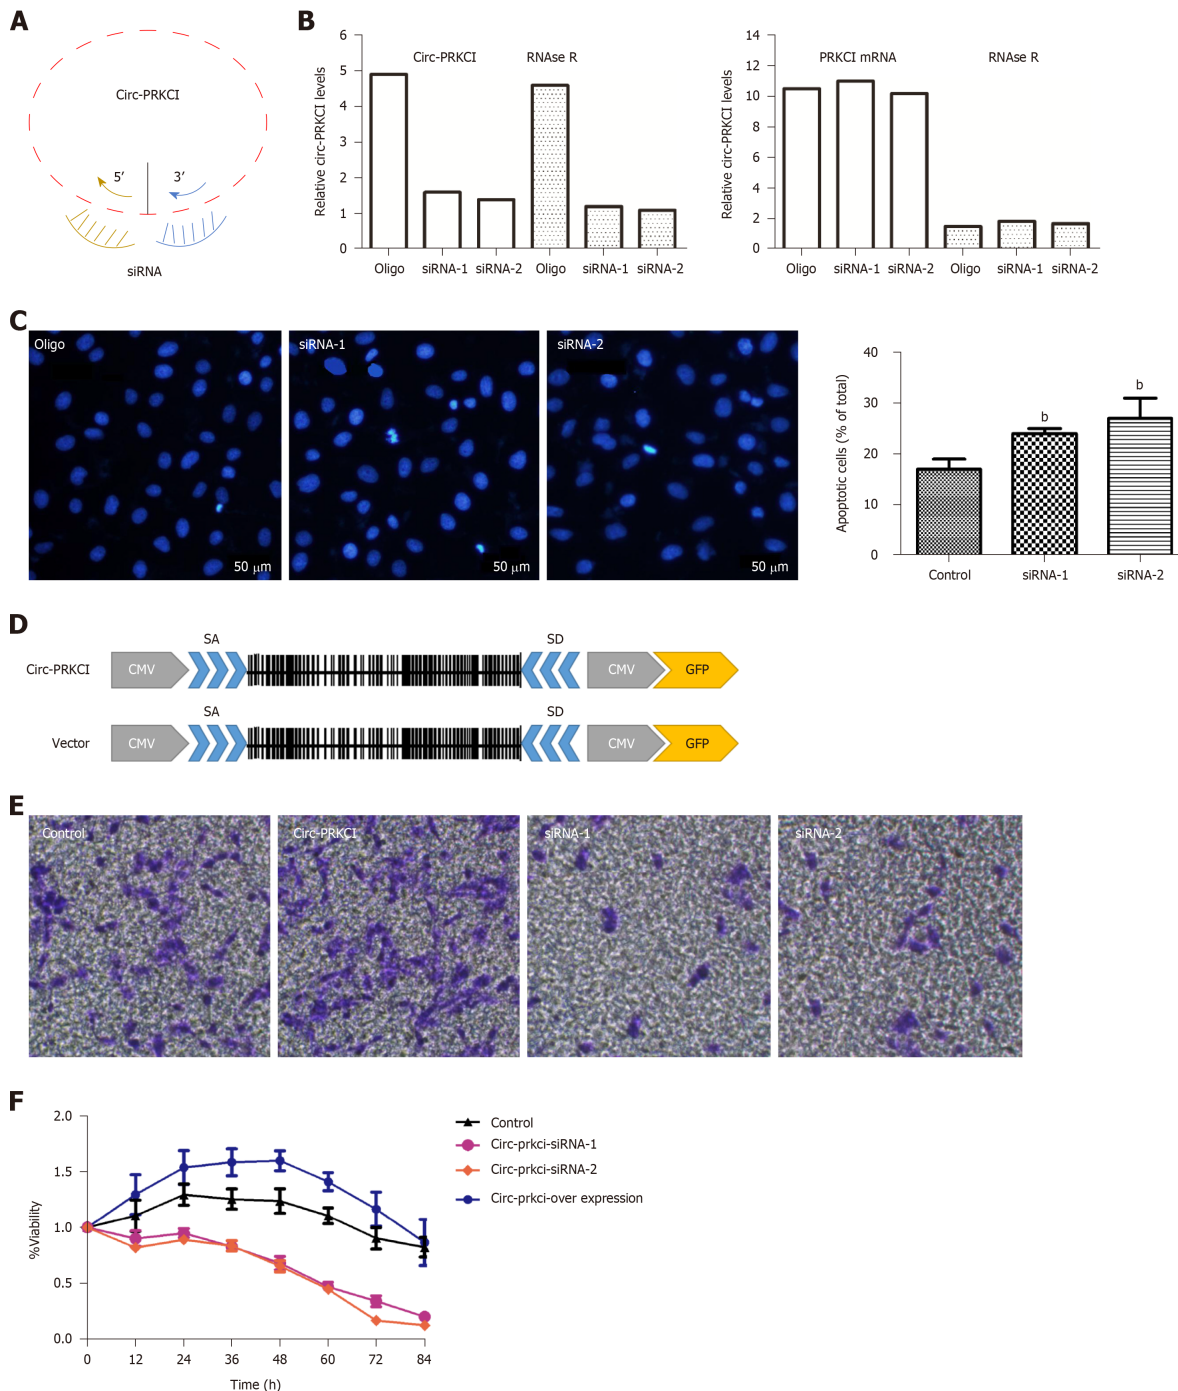 A
Circ-PRKCI
5′
3′
siRNA
B
Relative circ-PRKCI levels
6
5
4
3
2
1
0
Circ-PRKCI
RNAse R
Oligo
siRNA-1
siRNA-2
Oligo
siRNA-1
siRNA-2
Relative circ-PRKCI levels
14
12
10
8
6
4
2
0
PRKCI mRNA
RNAse R
Oligo
siRNA-1
siRNA-2
Oligo
siRNA-1
siRNA-2
C
Oligo
50 μm
siRNA-1
50 μm
siRNA-2
50 μm
Apoptotic cells (% of total)
40
30
20
10
0
b
b
Control
siRNA-1
siRNA-2
D
SA
SD
Circ-PRKCI
CMV
CMV
GFP
SA
SD
Vector
CMV
CMV
GFP
E
Control
Circ-PRKCI
siRNA-1
siRNA-2
F
%Viability
2.0
1.5
1.0
0.5
0.0
0
12
24
36
48
60
72
84
Time (h)
Control
Circ-prkci-siRNA-1
Circ-prkci-siRNA-2
Circ-prkci-over expression